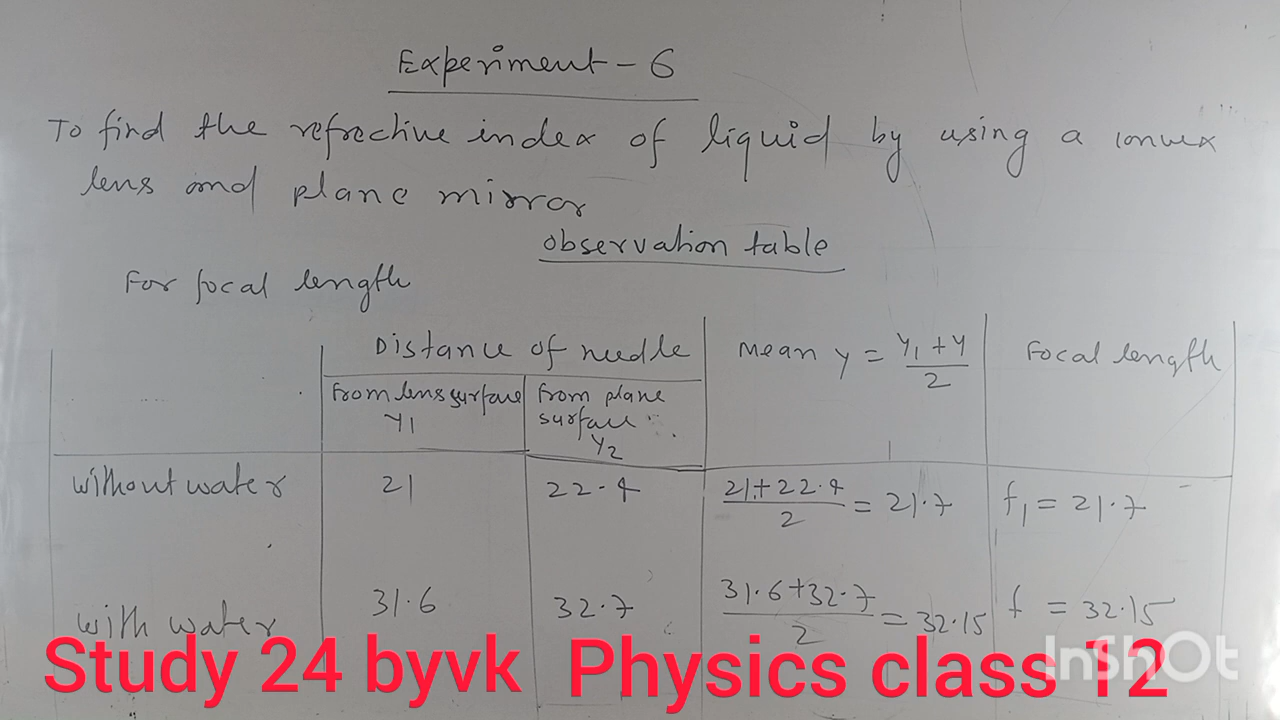 Experiment - 6
To find the refrective index of liquid by using a convex
lens and plane mirror
observation table
For focal length
Distance of needle
Mean y = y₁ + y / 2
Focal length
From lens surface
y1
From plane
surface
y2
without water 21 22.4 21+22.4 / 2 = 21.7 f₁ = 21.7
with water 31.6 32.7 31.6+32.7 / 2 = 32.15 f = 32.15
Study 24 byvk Physics class 12
InShOt